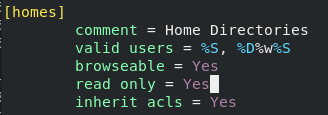 [homes]
comment = Home Directories
valid users = %S, %D%w%S
browseable = Yes
read only = Yes
inherit acls = Yes